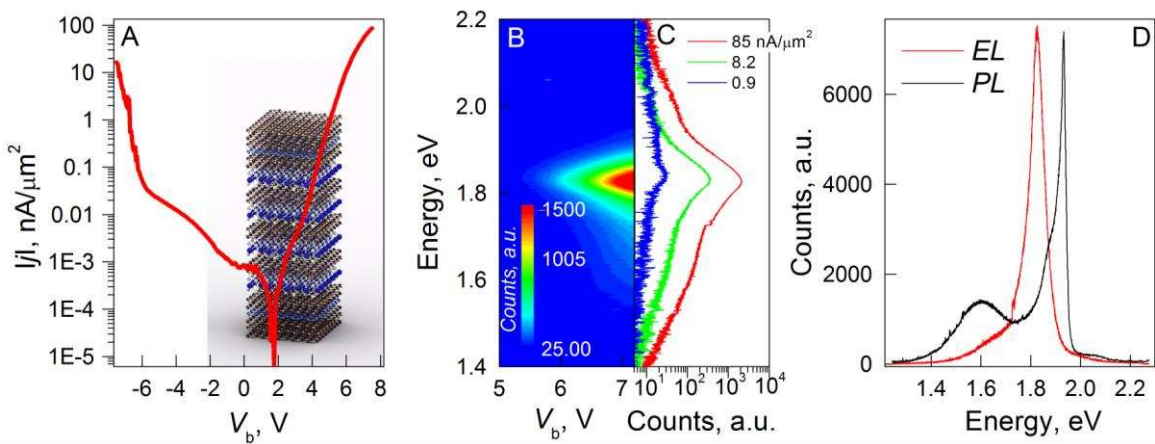 A
|j|, nA/μm²
100
10
1
0.1
0.01
1E-3
1E-4
1E-5
-6 -4 -2 0 2 4 6 8
V_b, V
B
Energy, eV
2.2
2.0
1.8
1.6
1.4
Counts, a.u.
1500
1005
25.00
5 6 7
V_b, V
C
85 nA/μm²
8.2
0.9
10¹ 10² 10³ 10⁴
Counts, a.u.
D
EL
PL
Counts, a.u.
6000
4000
2000
0
1.4 1.6 1.8 2.0 2.2
Energy, eV